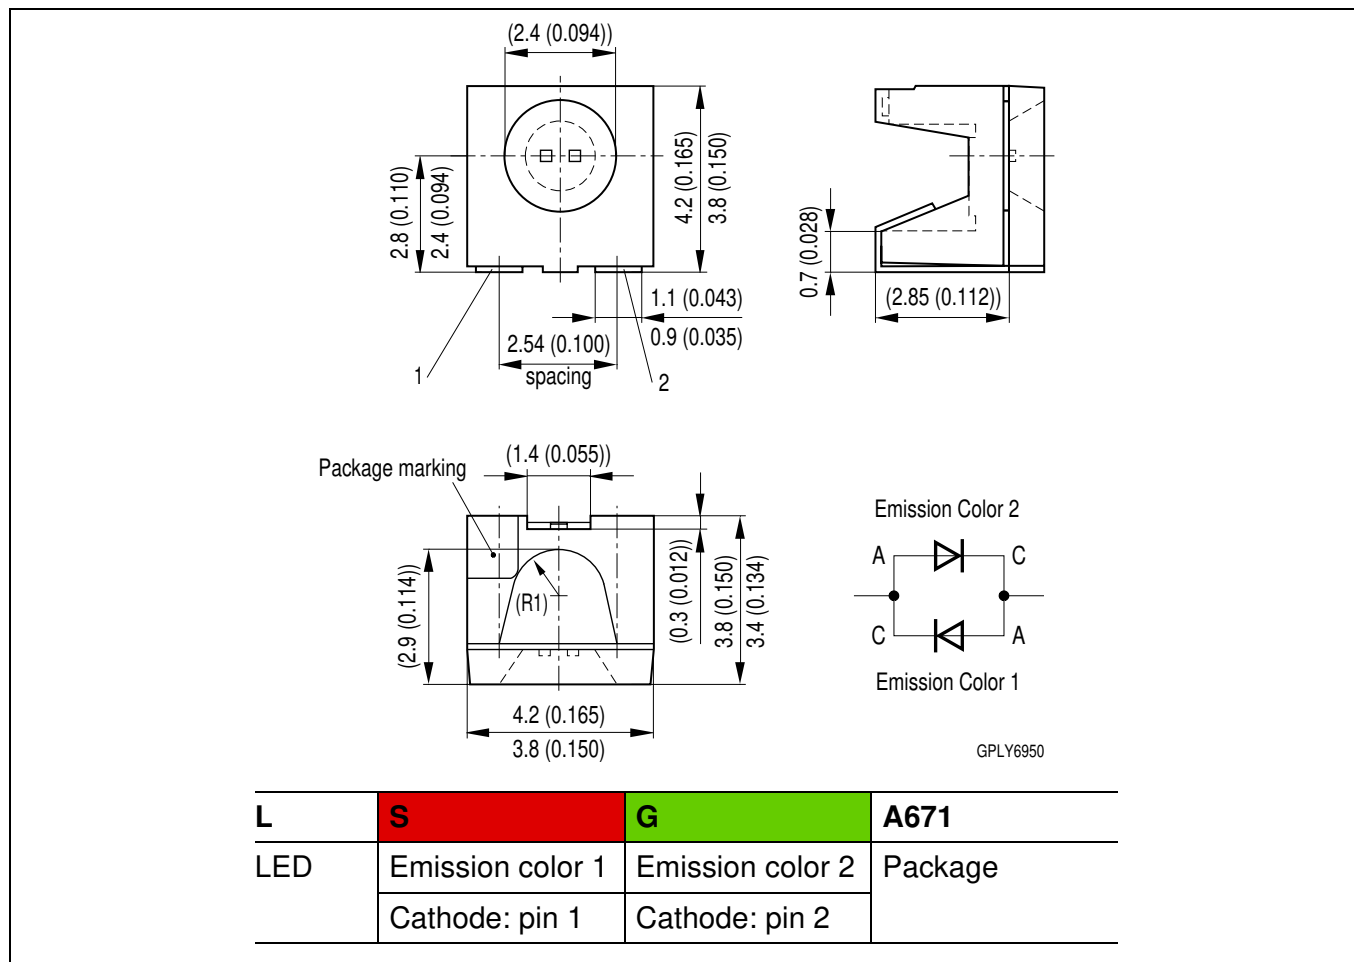 (2.4 (0.094))
2.8 (0.110)
2.4 (0.094)
4.2 (0.165)
3.8 (0.150)
0.7 (0.028)
(2.85 (0.112))
1.1 (0.043)
0.9 (0.035)
2.54 (0.100)
spacing
1
2
Package marking
(1.4 (0.055))
(2.9 (0.114))
(R1)
(0.3 (0.012))
3.8 (0.150)
3.4 (0.134)
4.2 (0.165)
3.8 (0.150)
Emission Color 2
A C
C A
Emission Color 1
GPLY6950
L S G A671
LED Emission color 1 Emission color 2 Package
Cathode: pin 1 Cathode: pin 2